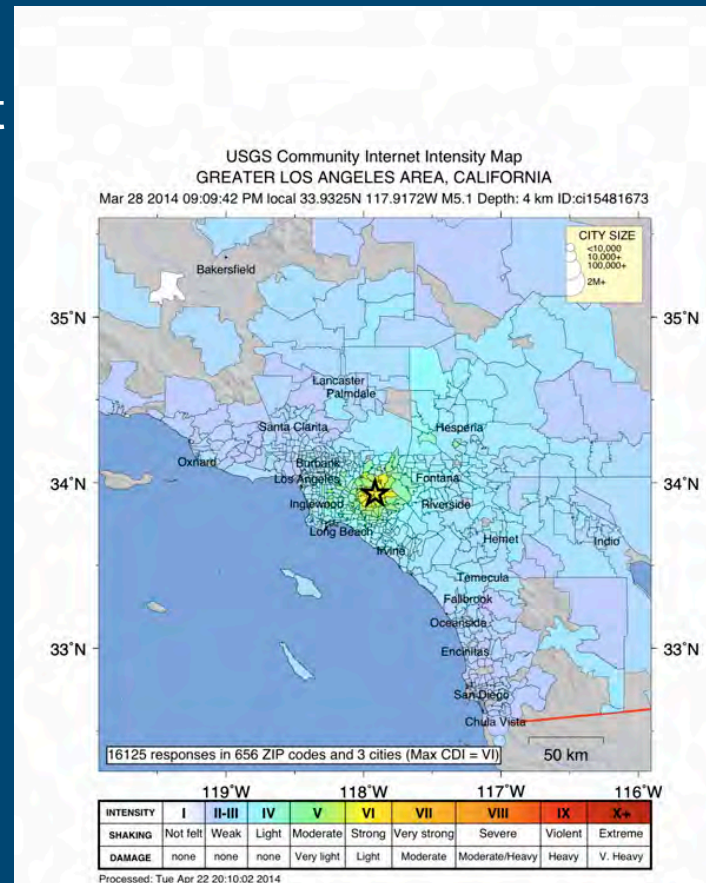 USGS Community Internet Intensity Map
GREATER LOS ANGELES AREA, CALIFORNIA
Mar 28 2014 09:09:42 PM local 33.9325N 117.9172W M5.1 Depth: 4 km ID:ci15481673
CITY SIZE
<10,000
10,000+
100,000+
2M+
Bakersfield
35˚N 35˚N
Lancaster
Palmdale
Santa Clarita Hesperia
Oxnard Burbank
34˚N Los Angeles Fontana 34˚N
Inglewood Riverside
Long Beach Hemet Indio
Irvine
Temecula
Fallbrook
Oceanside
33˚N Encinitas 33˚N
San Diego
Chula Vista
16125 responses in 656 ZIP codes and 3 cities (Max CDI = VI) 50 km
119˚W 118˚W 117˚W 116˚W
INTENSITY I II-III IV V VI VII VIII IX X+
SHAKING Not felt Weak Light Moderate Strong Very strong Severe Violent Extreme
DAMAGE none none none Very light Light Moderate Moderate/Heavy Heavy V. Heavy
Processed: Tue Apr 22 20:10:02 2014